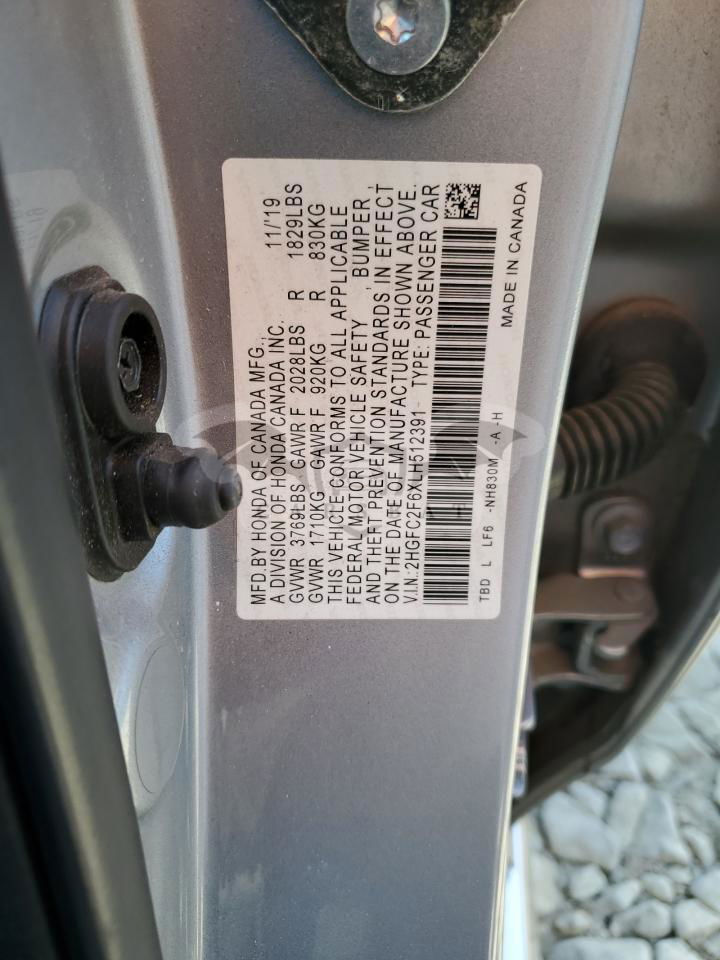 MFD.BY HONDA OF CANADA MFG., 11/19
A DIVISION OF HONDA CANADA INC.
GVWR 3769LBS GAWR F 2028LBS R 1829LBS
GVWR 1710KG GAWR F 920KG R 830KG
THIS VEHICLE CONFORMS TO ALL APPLICABLE
FEDERAL MOTOR VEHICLE SAFETY , BUMPER ,
AND THEFT PREVENTION STANDARDS IN EFFECT
ON THE DATE OF MANUFACTURE SHOWN ABOVE.
V.I.N.:2HGFC2F6XLH512391 TYPE: PASSENGER CAR
TBD L LF6 -NH830M -A -H MADE IN CANADA